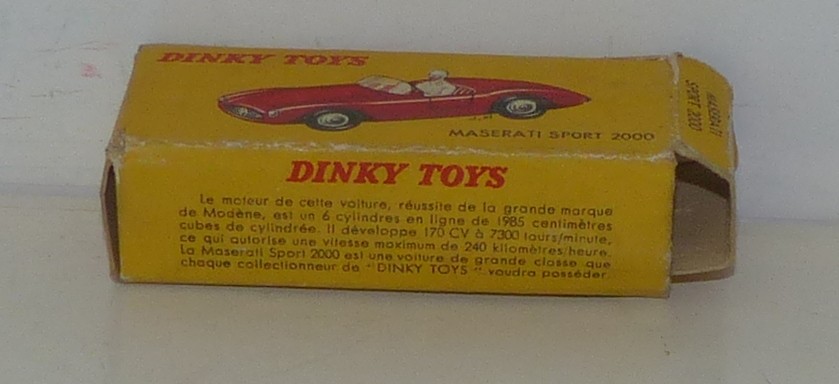 DINKY TOYS
MASERATI SPORT 2000
MASERATI
SPORT 2000
DINKY TOYS
Le moteur de cette voiture, réussite de la grande marque
de Modène, est un 6 cylindres en ligne de 1985 centimètres
cubes de cylindrée. Il développe 170 CV à 7300 tours/minute,
ce qui autorise une vitesse maximum de 240 kilomètres/heure.
La Maserati Sport 2000 est une voiture de grande classe que
chaque collectionneur de "DINKY TOYS" voudra posséder.